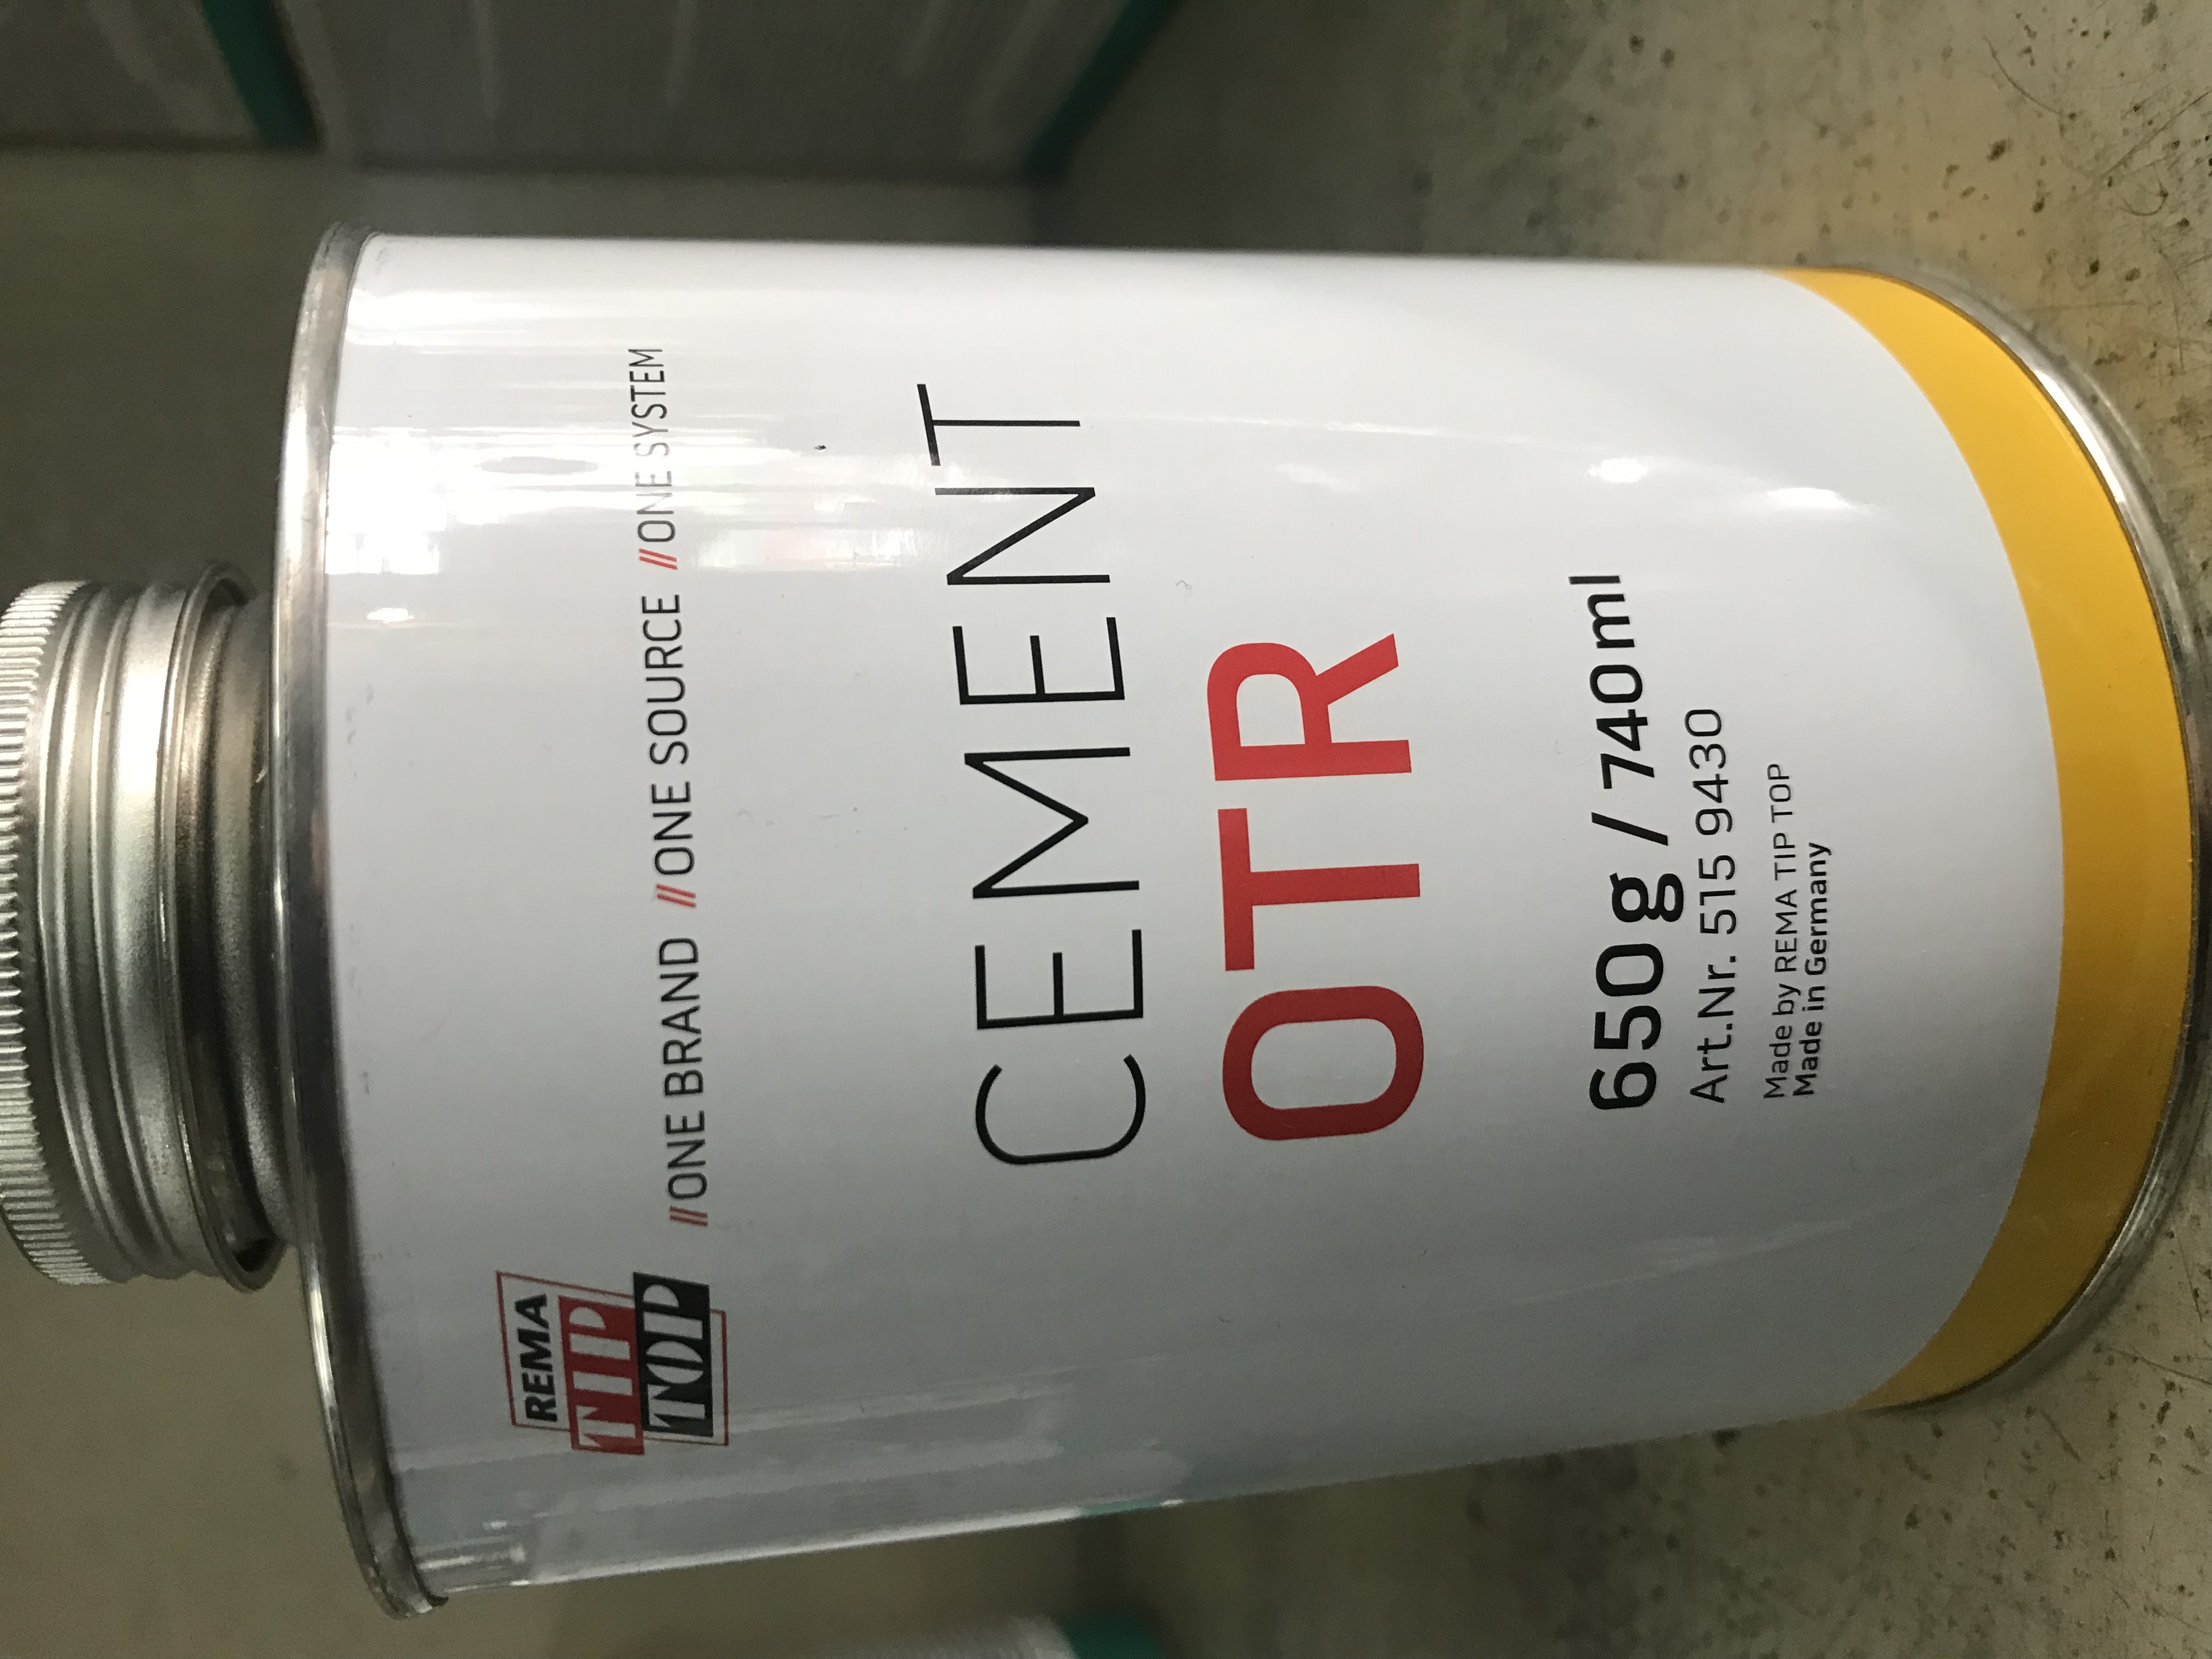 REMA
TIP
TOP
//ONE BRAND //ONE SOURCE //ONE SYSTEM
CEMENT
OTR
650g / 740ml
Art.Nr. 515 9430
Made by REMA TIP TOP
Made in Germany